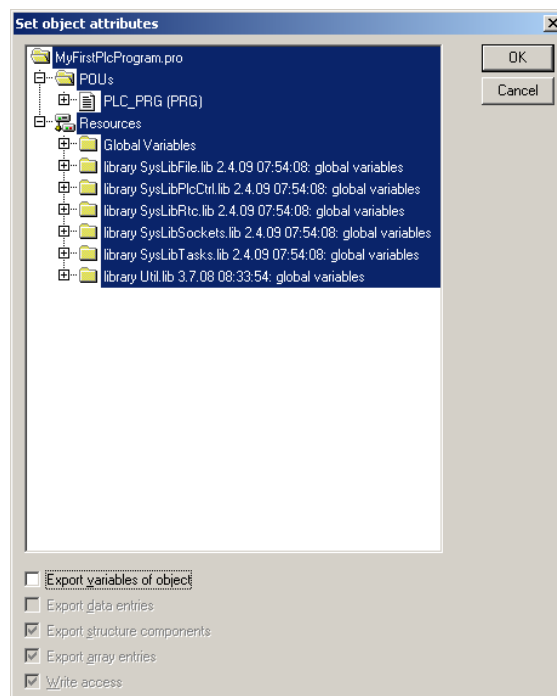 Set object attributes
MyFirstPlcProgram.pro
POUs
PLC_PRG (PRG)
Resources
Global Variables
library SysLibFile.lib 2.4.09 07:54:08: global variables
library SysLibPlcCtrl.lib 2.4.09 07:54:08: global variables
library SysLibRtc.lib 2.4.09 07:54:08: global variables
library SysLibSockets.lib 2.4.09 07:54:08: global variables
library SysLibTasks.lib 2.4.09 07:54:08: global variables
library Util.lib 3.7.08 08:33:54: global variables
OK
Cancel
Export variables of object
Export data entries
Export structure components
Export array entries
Write access